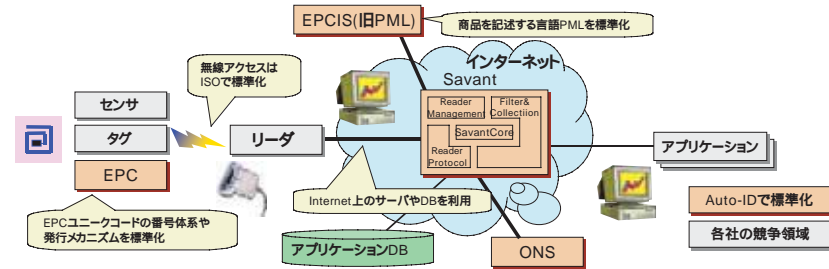 EPCIS(旧PML)
商品を記述する言語PMLを標準化
無線アクセスは
ISOで標準化
インターネット
Savant
Reader
Management
Filter&
Collectiion
SavantCore
Reader
Protocol
センサ
タグ
EPC
リーダ
アプリケーション
Internet上のサーバやDBを利用
EPCユニークコードの番号体系や
発行メカニズムを標準化
アプリケーションDB
ONS
Auto-IDで標準化
各社の競争領域